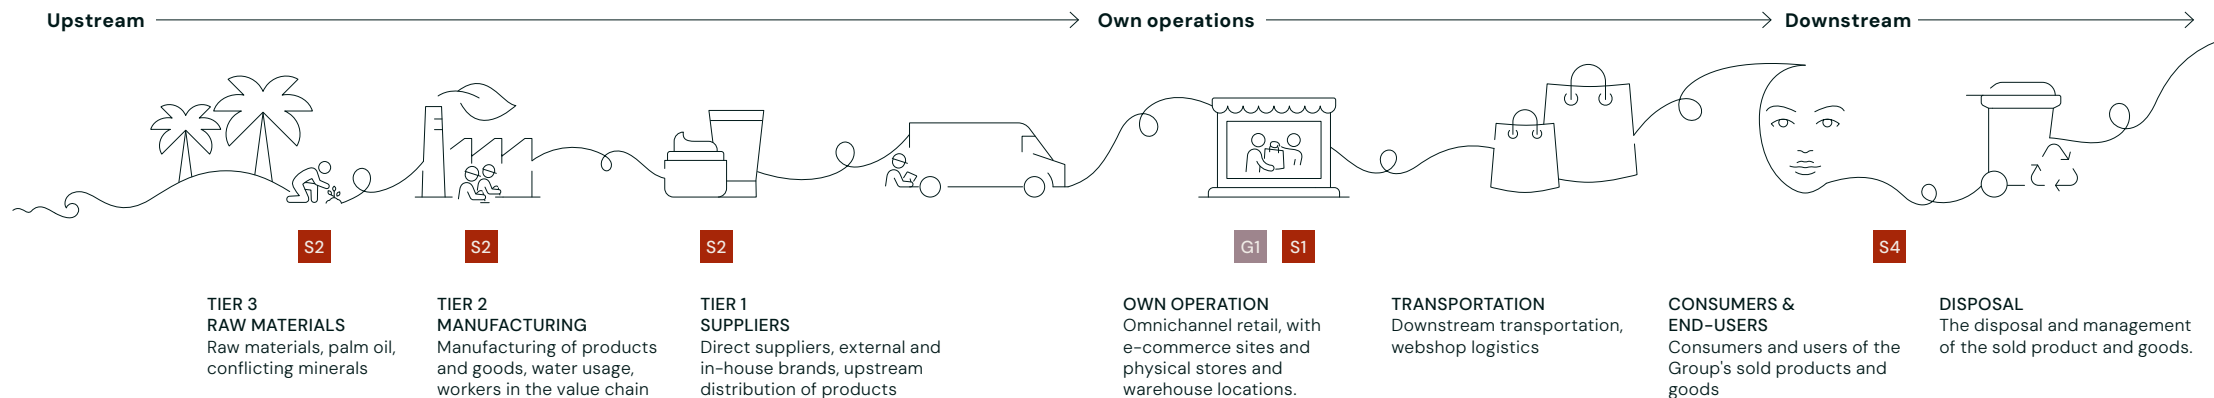 Upstream
Own operations
Downstream
S2
S2
S2
G1
S1
S4
TIER 3
RAW MATERIALS
Raw materials, palm oil,
conflicting minerals
TIER 2
MANUFACTURING
Manufacturing of products
and goods, water usage,
workers in the value chain
TIER 1
SUPPLIERS
Direct suppliers, external and
in-house brands, upstream
distribution of products
OWN OPERATION
Omnichannel retail, with
e-commerce sites and
physical stores and
warehouse locations.
TRANSPORTATION
Downstream transportation,
webshop logistics
CONSUMERS &
END-USERS
Consumers and users of the
Group's sold products and
goods
DISPOSAL
The disposal and management
of the sold product and goods.